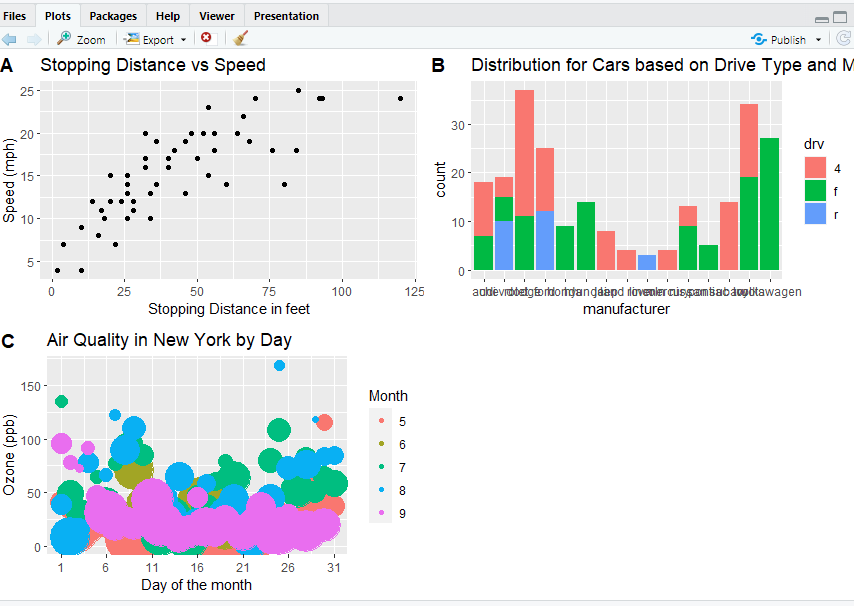 Files Plots Packages Help Viewer Presentation
Zoom Export Publish
A Stopping Distance vs Speed
25
20
15
10
5
Speed (mph)
0 25 50 75 100 125
Stopping Distance in feet
B Distribution for Cars based on Drive Type and M
30
20
10
0
count
manufacturer
drv
4
f
r
C Air Quality in New York by Day
150
100
50
0
Ozone (ppb)
1 6 11 16 21 26 31
Day of the month
Month
5
6
7
8
9